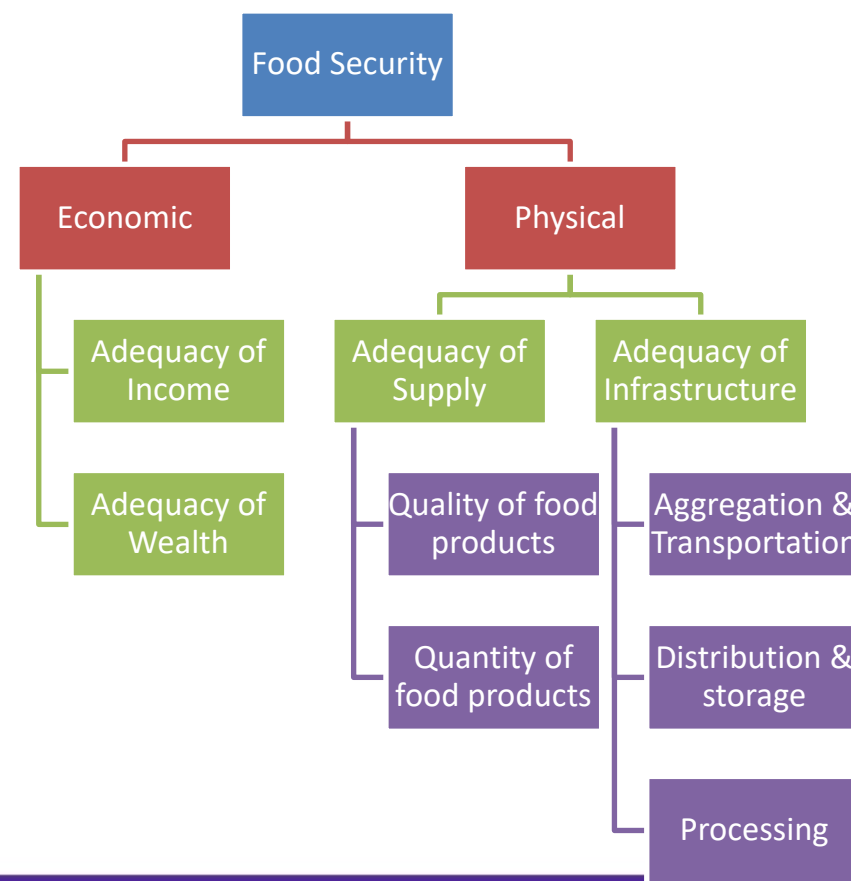 Food Security
Economic
Physical
Adequacy of
Income
Adequacy of
Supply
Adequacy of
Infrastructure
Adequacy of
Wealth
Quality of food
products
Aggregation &
Transportation
Quantity of
food products
Distribution &
storage
Processing